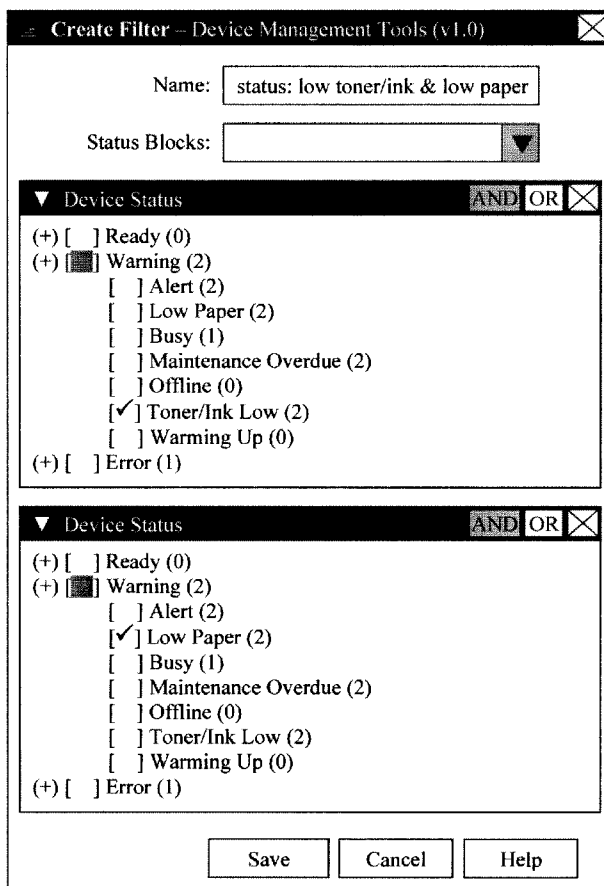 Create Filter – Device Management Tools (v1.0)
Name: status: low toner/ink & low paper
Status Blocks:
▼ Device Status AND OR
(+) [ ] Ready (0)
(+) [■] Warning (2)
[ ] Alert (2)
[ ] Low Paper (2)
[ ] Busy (1)
[ ] Maintenance Overdue (2)
[ ] Offline (0)
[✓] Toner/Ink Low (2)
[ ] Warming Up (0)
(+) [ ] Error (1)
▼ Device Status AND OR
(+) [ ] Ready (0)
(+) [■] Warning (2)
[ ] Alert (2)
[✓] Low Paper (2)
[ ] Busy (1)
[ ] Maintenance Overdue (2)
[ ] Offline (0)
[ ] Toner/Ink Low (2)
[ ] Warming Up (0)
(+) [ ] Error (1)
Save Cancel Help